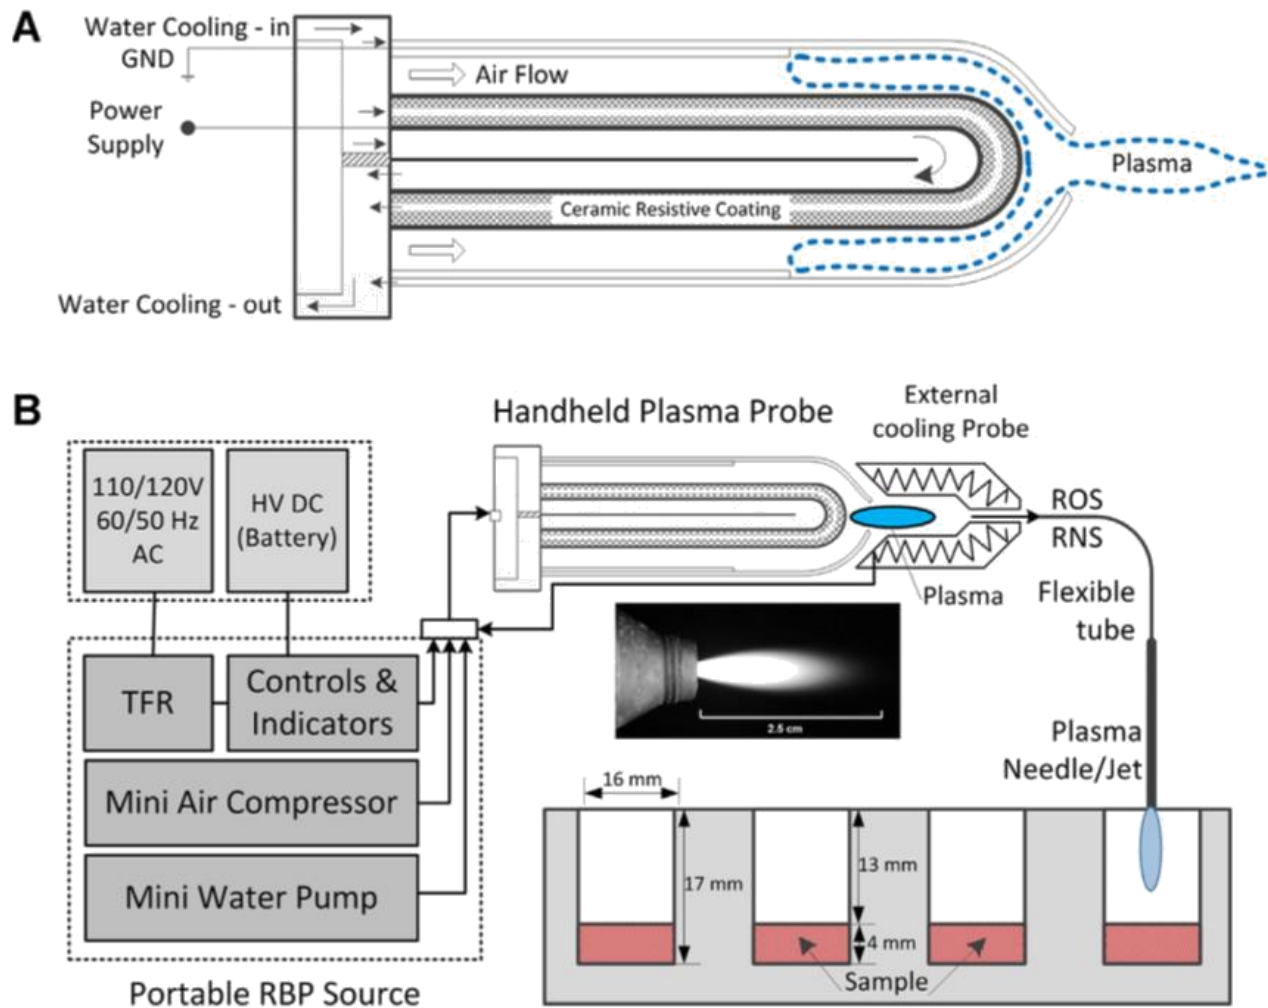 A
Water Cooling - in
GND
Air Flow
Power
Supply
Plasma
Ceramic Resistive Coating
Water Cooling - out
B
Handheld Plasma Probe
External
cooling Probe
110/120V
60/50 Hz
AC
HV DC
(Battery)
ROS
RNS
Plasma
Flexible
tube
TFR
Controls &
Indicators
2.5 cm
Plasma
Needle/Jet
Mini Air Compressor
16 mm
Mini Water Pump
17 mm
13 mm
4 mm
Sample
Portable RBP Source